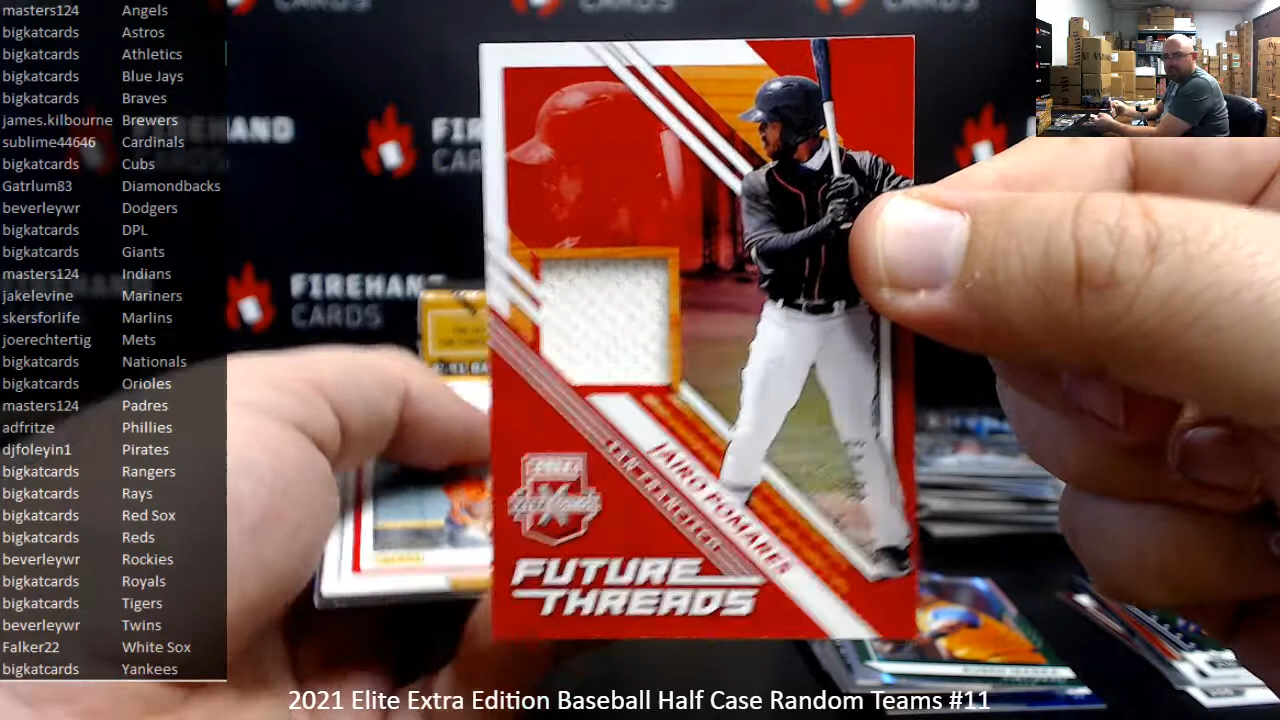 masters124 Angels
bigkatcards Astros
bigkatcards Athletics
bigkatcards Blue Jays
bigkatcards Braves
james.kilbourne Brewers
sublime44646 Cardinals
bigkatcards Cubs
Gatrlum83 Diamondbacks
beverleywr Dodgers
bigkatcards DPL
bigkatcards Giants
masters124 Indians
jakelevine Mariners
skersforlife Marlins
joerechtertig Mets
bigkatcards Nationals
bigkatcards Orioles
masters124 Padres
adfritze Phillies
djfoleyin1 Pirates
bigkatcards Rangers
bigkatcards Rays
bigkatcards Red Sox
bigkatcards Reds
beverleywr Rockies
bigkatcards Royals
bigkatcards Tigers
beverleywr Twins
Falker22 White Sox
bigkatcards Yankees
FIREHAND
CARDS
JAIRO POMARES
SAN FRANCISCO
FUTURE
THREADS
2021 Elite Extra Edition Baseball Half Case Random Teams #11